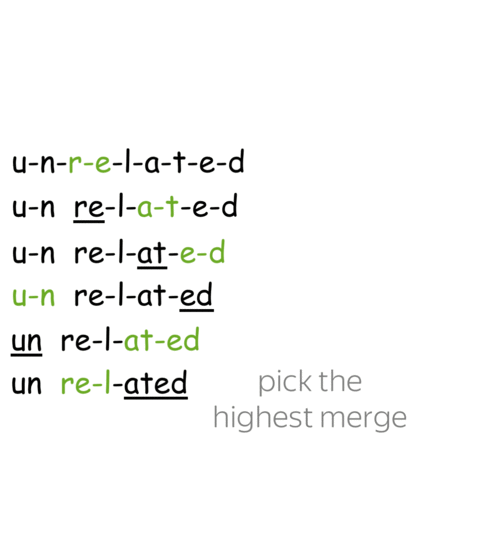 u-n-r-e-l-a-t-e-d
u-n re-l-a-t-e-d
u-n re-l-at-e-d
u-n re-l-at-ed
un re-l-at-ed
un re-l-ated
pick the
highest merge